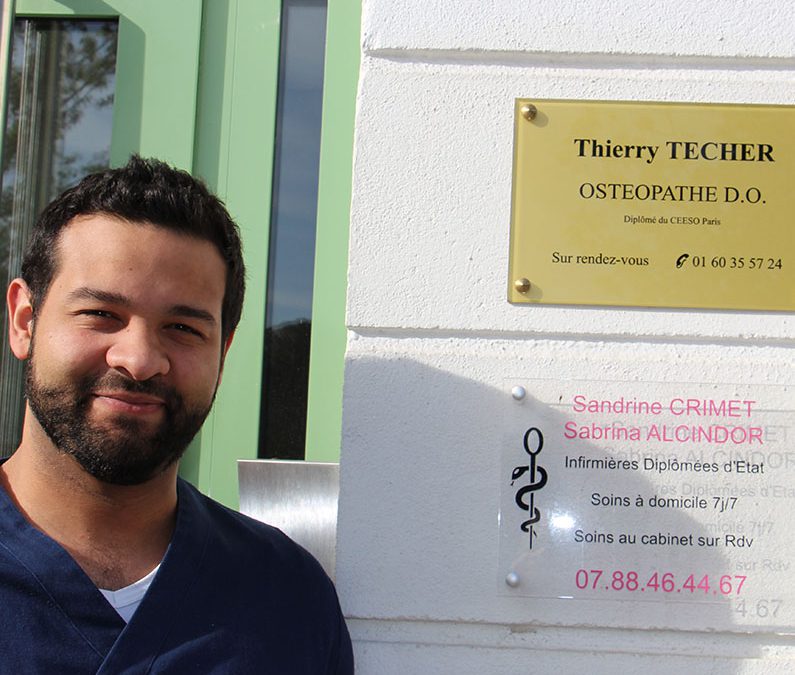 Thierry TECHER
OSTEOPATHE D.O.
Diplômé du CEESO Paris
Sur rendez-vous 01 60 35 57 24
Sandrine CRIMET
Sabrina ALCINDOR
Infirmières Diplômées d'Etat
Soins à domicile 7j/7
Soins au cabinet sur Rdv
07.88.46.44.67